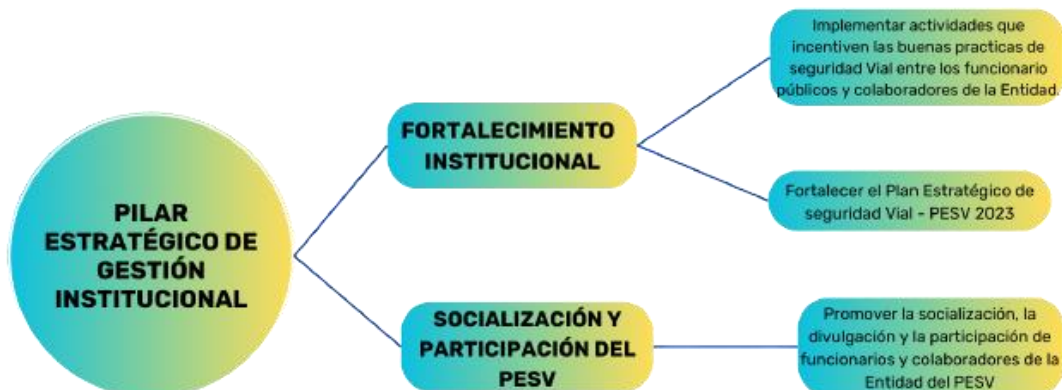 PILAR
ESTRATÉGICO DE
GESTIÓN
INSTITUCIONAL
FORTALECIMIENTO
INSTITUCIONAL
Implementar actividades que
incentiven las buenas practicas de
seguridad Vial entre los funcionario
públicos y colaboradores de la Entidad.
Fortalecer el Plan Estratégico de
seguridad Vial - PESV 2023
SOCIALIZACIÓN Y
PARTICIPACIÓN DEL
PESV
Promover la socialización, la
divulgación y la participación de
funcionarios y colaboradores de la
Entidad del PESV